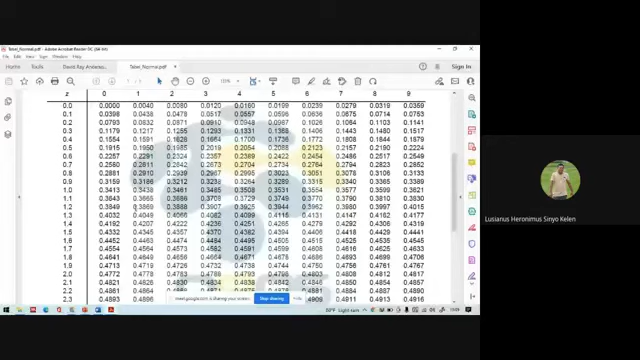 Tabel_Normal.pdf - Adobe Acrobat Reader DC (64-bit)
File Edit View Sign Window Help
Home Tools Tabel_Normal.pdf Sign In
z 0 1 2 3 4 5 6 7 8 9
0.0 0.0000 0.0040 0.0080 0.0120 0.0160 0.0199 0.0239 0.0279 0.0319 0.0359
0.1 0.0398 0.0438 0.0478 0.0517 0.0557 0.0596 0.0636 0.0675 0.0714 0.0753
0.2 0.0793 0.0832 0.0871 0.0910 0.0948 0.0987 0.1026 0.1064 0.1103 0.1141
0.3 0.1179 0.1217 0.1255 0.1293 0.1331 0.1368 0.1406 0.1443 0.1480 0.1517
0.4 0.1554 0.1591 0.1628 0.1664 0.1700 0.1736 0.1772 0.1808 0.1844 0.1879
0.5 0.1915 0.1950 0.1985 0.2019 0.2054 0.2088 0.2123 0.2157 0.2190 0.2224
0.6 0.2257 0.2291 0.2324 0.2357 0.2389 0.2422 0.2454 0.2486 0.2517 0.2549
0.7 0.2580 0.2611 0.2642 0.2673 0.2704 0.2734 0.2764 0.2794 0.2823 0.2852
0.8 0.2881 0.2910 0.2939 0.2967 0.2995 0.3023 0.3051 0.3078 0.3106 0.3133
0.9 0.3159 0.3186 0.3212 0.3238 0.3264 0.3289 0.3315 0.3340 0.3365 0.3389
1.0 0.3413 0.3438 0.3461 0.3485 0.3508 0.3531 0.3554 0.3577 0.3599 0.3621
1.1 0.3643 0.3665 0.3686 0.3708 0.3729 0.3749 0.3770 0.3790 0.3810 0.3830
1.2 0.3849 0.3869 0.3888 0.3907 0.3925 0.3944 0.3962 0.3980 0.3997 0.4015
1.3 0.4032 0.4049 0.4066 0.4082 0.4099 0.4115 0.4131 0.4147 0.4162 0.4177
1.4 0.4192 0.4207 0.4222 0.4236 0.4251 0.4265 0.4279 0.4292 0.4306 0.4319
1.5 0.4332 0.4345 0.4357 0.4370 0.4382 0.4394 0.4406 0.4418 0.4429 0.4441
1.6 0.4452 0.4463 0.4474 0.4484 0.4495 0.4505 0.4515 0.4525 0.4535 0.4545
1.7 0.4554 0.4564 0.4573 0.4582 0.4591 0.4599 0.4608 0.4616 0.4625 0.4633
1.8 0.4641 0.4649 0.4656 0.4664 0.4671 0.4678 0.4686 0.4693 0.4699 0.4706
1.9 0.4713 0.4719 0.4726 0.4732 0.4738 0.4744 0.4750 0.4756 0.4761 0.4767
2.0 0.4772 0.4778 0.4783 0.4788 0.4793 0.4798 0.4803 0.4808 0.4812 0.4817
2.1 0.4821 0.4826 0.4830 0.4834 0.4838 0.4842 0.4846 0.4850 0.4854 0.4857
2.2 0.4861 0.4864 0.4868 0.4871 0.4881 0.4884 0.4887 0.4890
2.3 0.4893 0.4896 0.4909 0.4911 0.4913 0.4916
meet.google.com is sharing your screen. Stop sharing Hide
Light rain
Lusianus Heronimus Sinyo Kelen